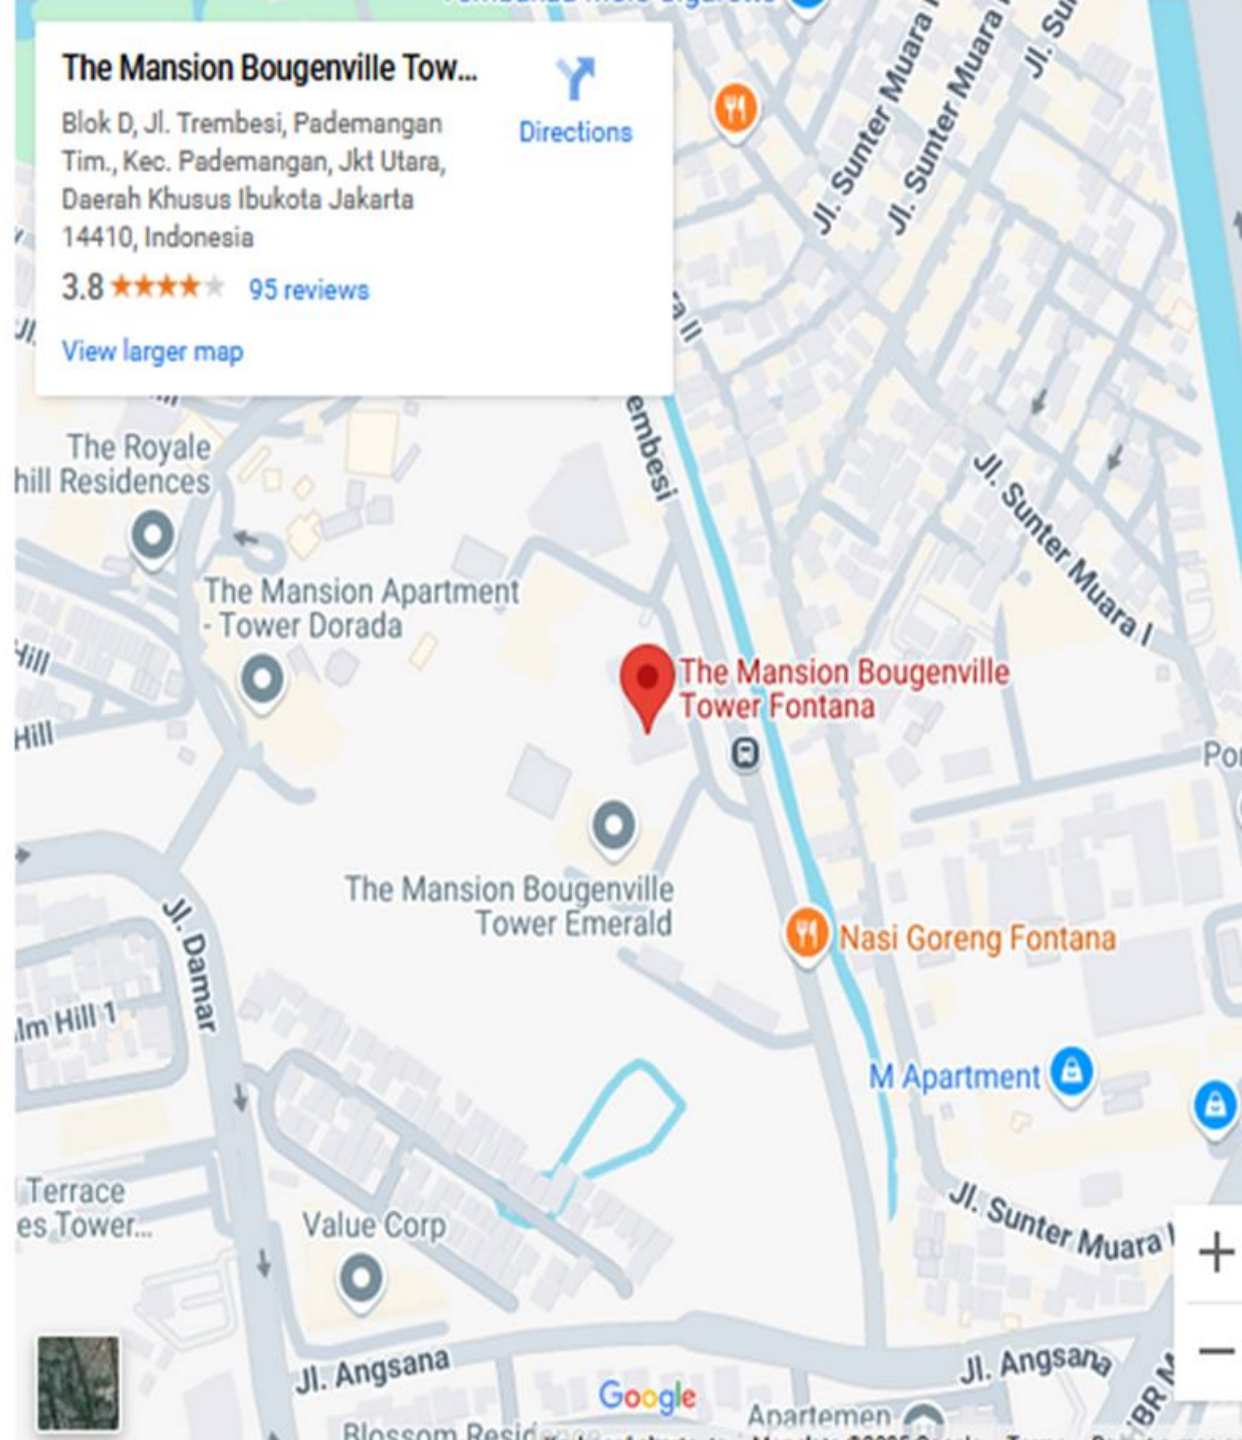 The Mansion Bougenville Tow...
Blok D, Jl. Trembesi, Pademangan
Tim., Kec. Pademangan, Jkt Utara,
Daerah Khusus Ibukota Jakarta
14410, Indonesia
Directions
3.8
95 reviews
View larger map
Jl. Sunter Muara
Jl. Sunter Muara
Jl. Su
ra II
embesi
The Royale
hill Residences
Jl. Sunter Muara I
The Mansion Apartment
- Tower Dorada
Hill
The Mansion Bougenville
Tower Fontana
Hill
Por
The Mansion Bougenville
Tower Emerald
Nasi Goreng Fontana
Jl. Damar
lm Hill 1
M Apartment
Terrace
es Tower...
Value Corp
Jl. Sunter Muara
+
−
Jl. Angsana
Jl. Angsana
Google
Apartemen